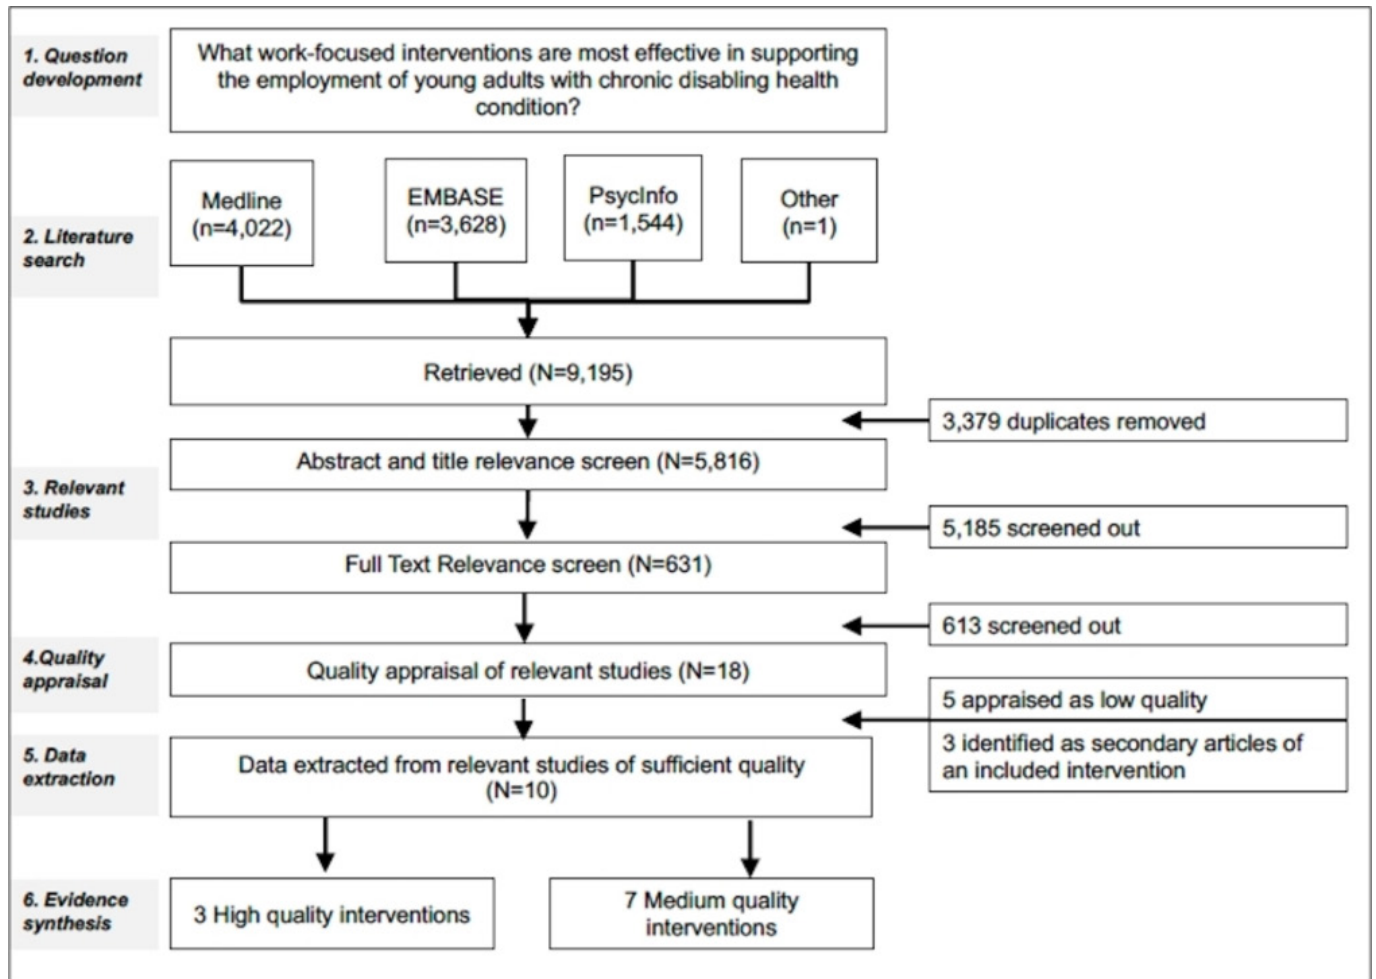 1. Question
development
What work-focused interventions are most effective in supporting
the employment of young adults with chronic disabling health
condition?
2. Literature
search
Medline
(n=4,022)
EMBASE
(n=3,628)
PsycInfo
(n=1,544)
Other
(n=1)
Retrieved (N=9,195)
3,379 duplicates removed
3. Relevant
studies
Abstract and title relevance screen (N=5,816)
5,185 screened out
Full Text Relevance screen (N=631)
613 screened out
4.Quality
appraisal
Quality appraisal of relevant studies (N=18)
5 appraised as low quality
3 identified as secondary articles of
an included intervention
5. Data
extraction
Data extracted from relevant studies of sufficient quality
(N=10)
6. Evidence
synthesis
3 High quality interventions
7 Medium quality
interventions